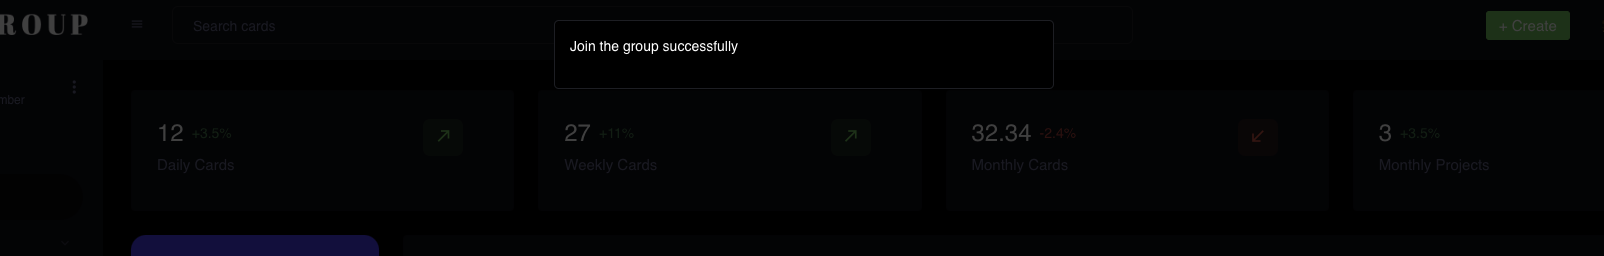 ROUP
Search cards
Join the group successfully
+ Create
mber
12 +3.5%
Daily Cards
27 +11%
Weekly Cards
32.34 -2.4%
Monthly Cards
3 +3.5%
Monthly Projects